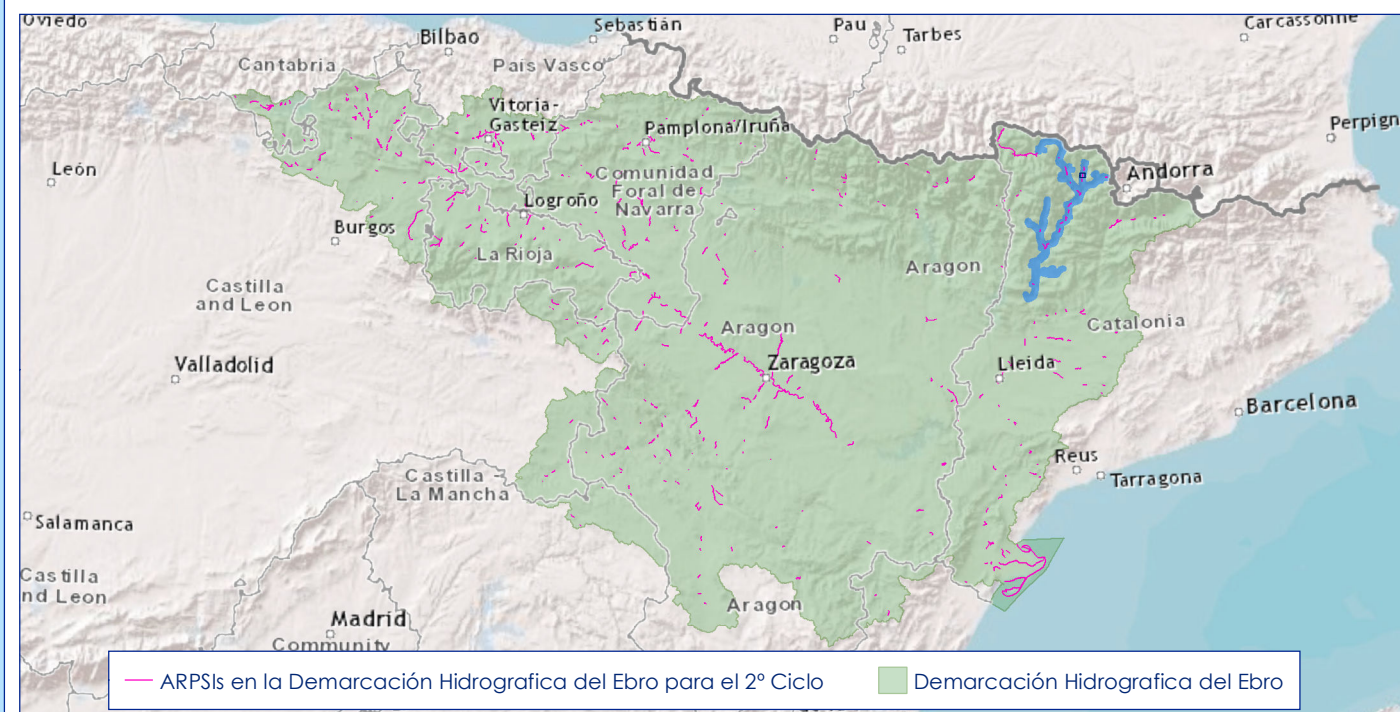 Oviedo
Sebastián
Pau
Carcassonne
Bilbao
Tarbes
Cantabria
País Vasco
Vitoria-
Gasteiz
Pamplona/Iruña
Perpign
León
Comunidad
Foral de
Navarra
Andorra
Logroño
Burgos
La Rioja
Aragon
Castilla
and Leon
Aragon
Catalonia
Valladolid
Zaragoza
Lleida
Barcelona
Castilla
La Mancha
Reus
Tarragona
Salamanca
Castilla
nd Leon
Aragon
Madrid
Community
ARPSIs en la Demarcación Hidrografica del Ebro para el 2º Ciclo
Demarcación Hidrografica del Ebro